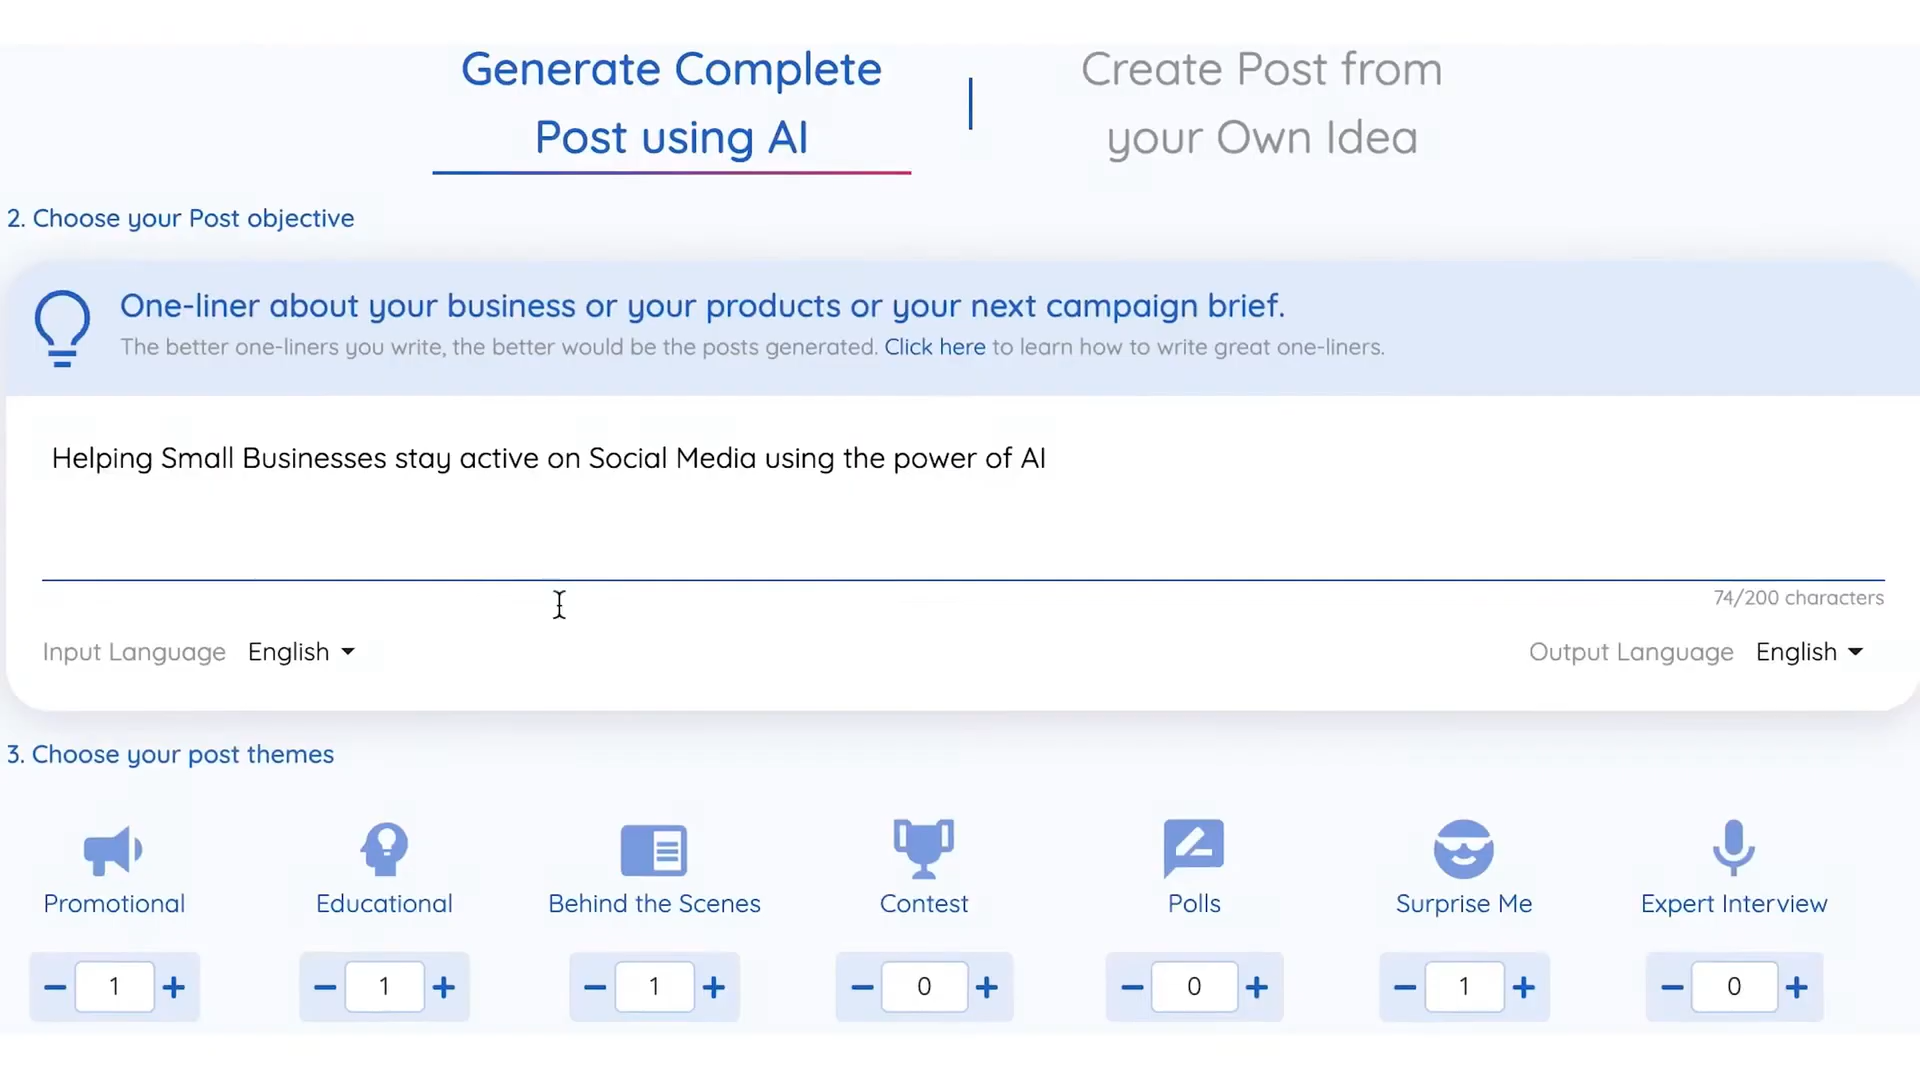 Generate Complete
Post using AI
Create Post from
your Own Idea
2. Choose your Post objective
One-liner about your business or your products or your next campaign brief.
The better one-liners you write, the better would be the posts generated. Click here to learn how to write great one-liners.
Helping Small Businesses stay active on Social Media using the power of AI
74/200 characters
Input Language English
Output Language English
3. Choose your post themes
Promotional
Educational
Behind the Scenes
Contest
Polls
Surprise Me
Expert Interview
− 1 +
− 1 +
− 1 +
− 0 +
− 0 +
− 1 +
− 0 +